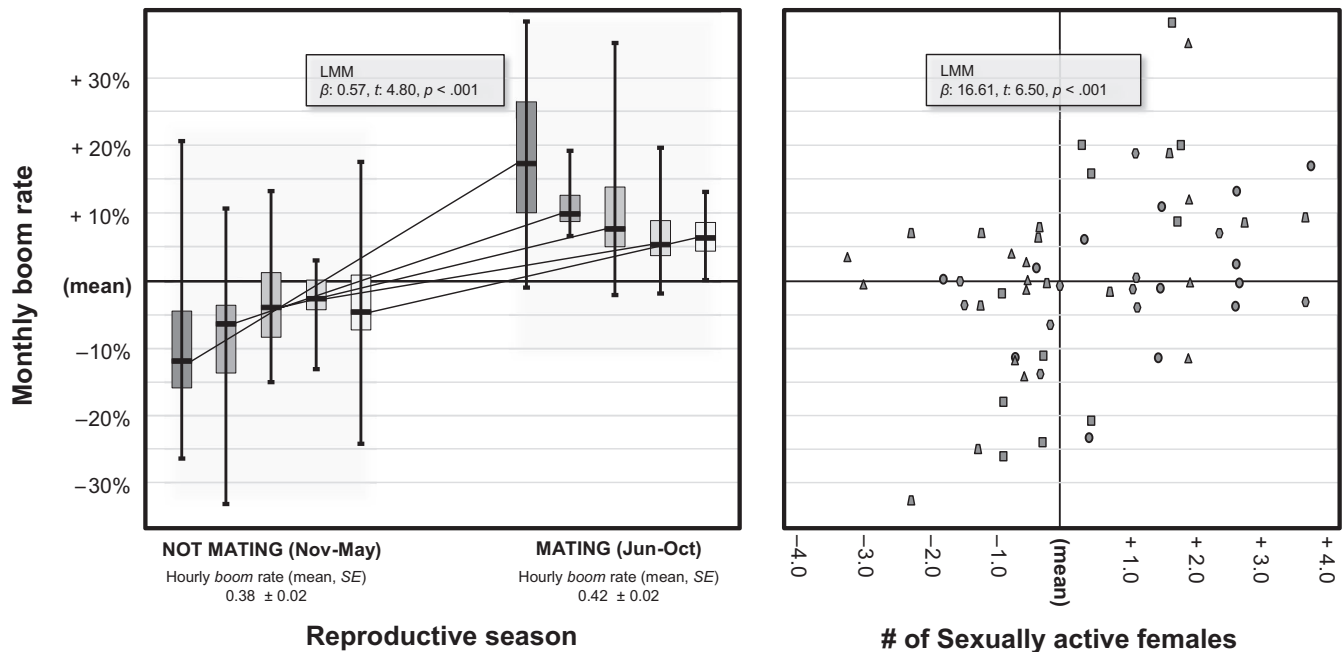 Monthly boom rate
+ 30%
+ 20%
+ 10%
(mean)
–10%
–20%
–30%
LMM
β: 0.57, t: 4.80, p < .001
NOT MATING (Nov-May)
Hourly boom rate (mean, SE)
0.38 ± 0.02
MATING (Jun-Oct)
Hourly boom rate (mean, SE)
0.42 ± 0.02
Reproductive season
LMM
β: 16.61, t: 6.50, p < .001
–4.0
–3.0
–2.0
–1.0
(mean)
+ 1.0
+ 2.0
+ 3.0
+ 4.0
# of Sexually active females